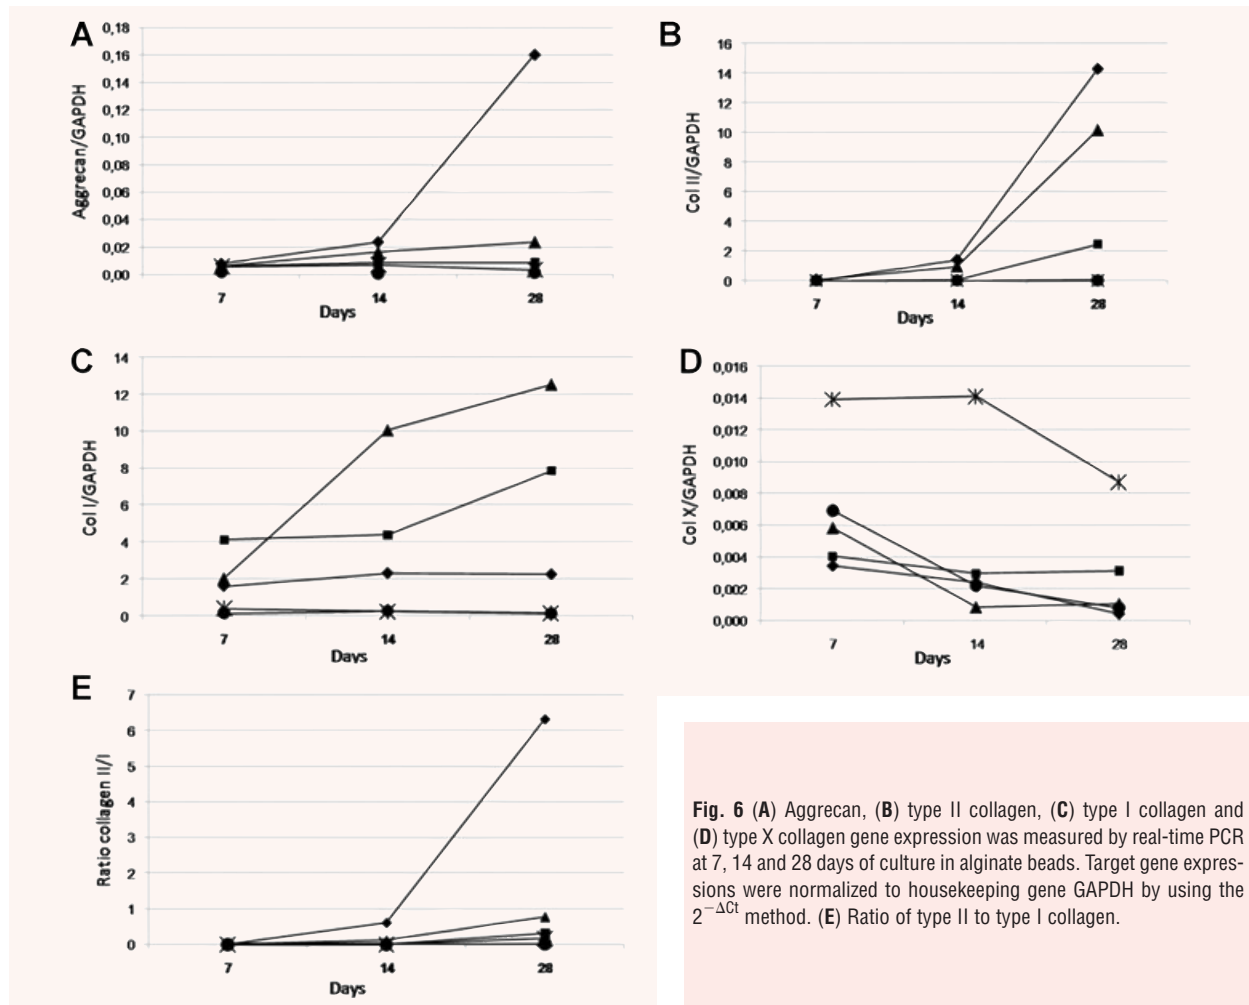 A
Aggrecan/GAPDH
0,18
0,16
0,14
0,12
0,10
0,08
0,06
0,04
0,02
0,00
7 14 28
Days
B
Col II/GAPDH
16
14
12
10
8
6
4
2
0
7 14 28
Days
C
Col I/GAPDH
14
12
10
8
6
4
2
0
7 14 28
Days
D
Col X/GAPDH
0,016
0,014
0,012
0,010
0,008
0,006
0,004
0,002
0,000
7 14 28
Days
E
Ratio collagen II/I
7
6
5
4
3
2
1
0
7 14 28
Days
Fig. 6 (A) Aggrecan, (B) type II collagen, (C) type I collagen and
(D) type X collagen gene expression was measured by real-time PCR
at 7, 14 and 28 days of culture in alginate beads. Target gene expres-
sions were normalized to housekeeping gene GAPDH by using the
2−ΔCt method. (E) Ratio of type II to type I collagen.